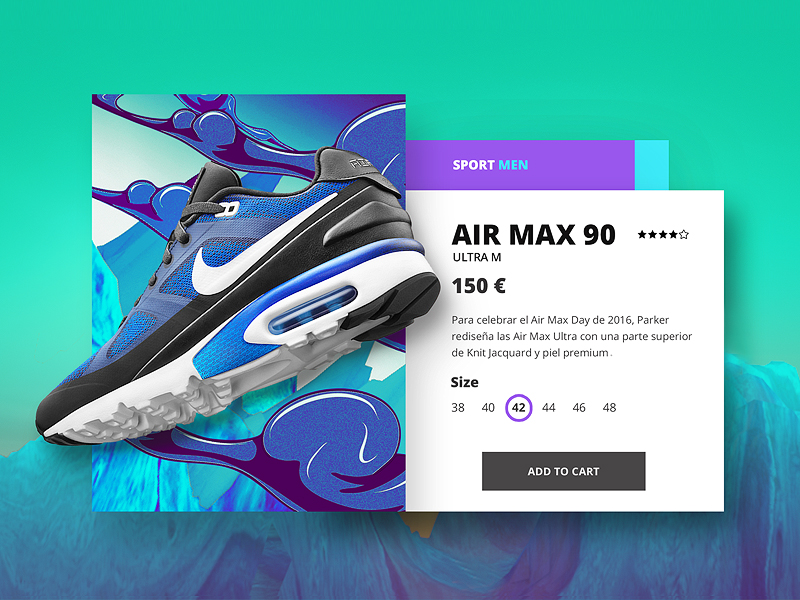 SPORT MEN
AIR MAX 90
ULTRA M
150 €
Para celebrar el Air Max Day de 2016, Parker
rediseña las Air Max Ultra con una parte superior
de Knit Jacquard y piel premium.
Size
38 40 42 44 46 48
ADD TO CART